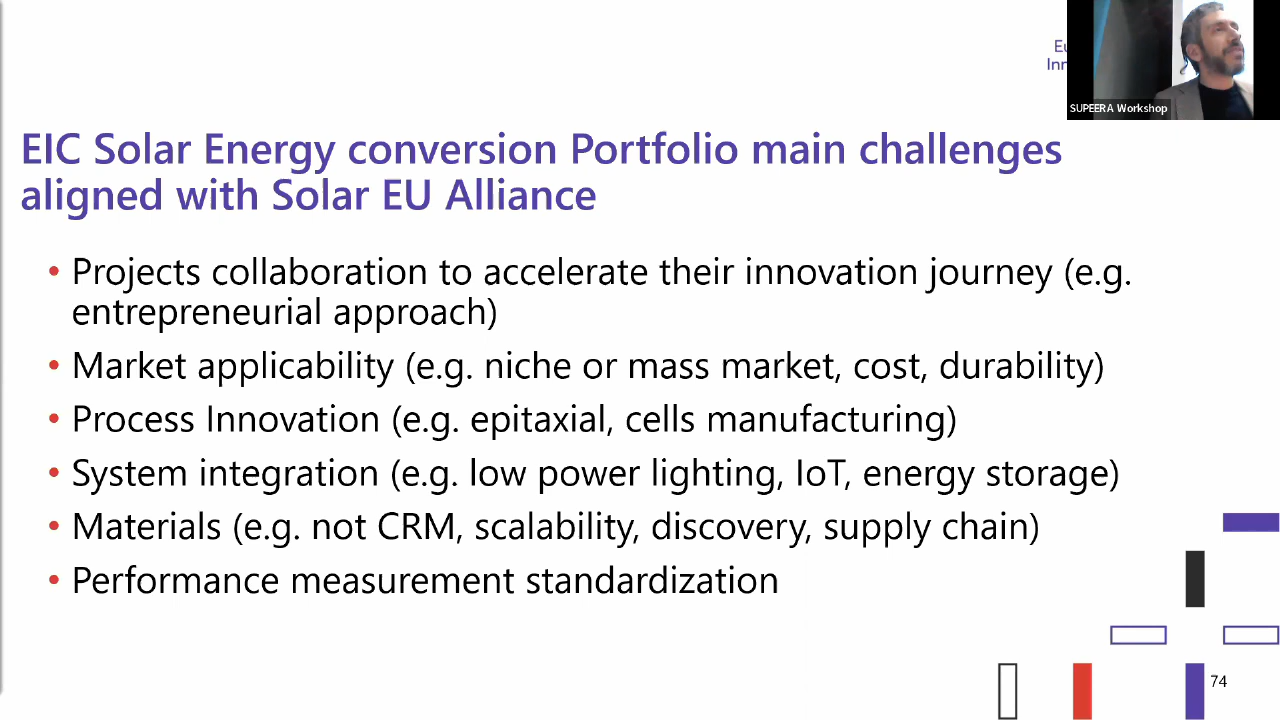 Eu
Inn
SUPEERA Workshop
EIC Solar Energy conversion Portfolio main challenges
aligned with Solar EU Alliance
• Projects collaboration to accelerate their innovation journey (e.g.
entrepreneurial approach)
• Market applicability (e.g. niche or mass market, cost, durability)
• Process Innovation (e.g. epitaxial, cells manufacturing)
• System integration (e.g. low power lighting, IoT, energy storage)
• Materials (e.g. not CRM, scalability, discovery, supply chain)
• Performance measurement standardization
74